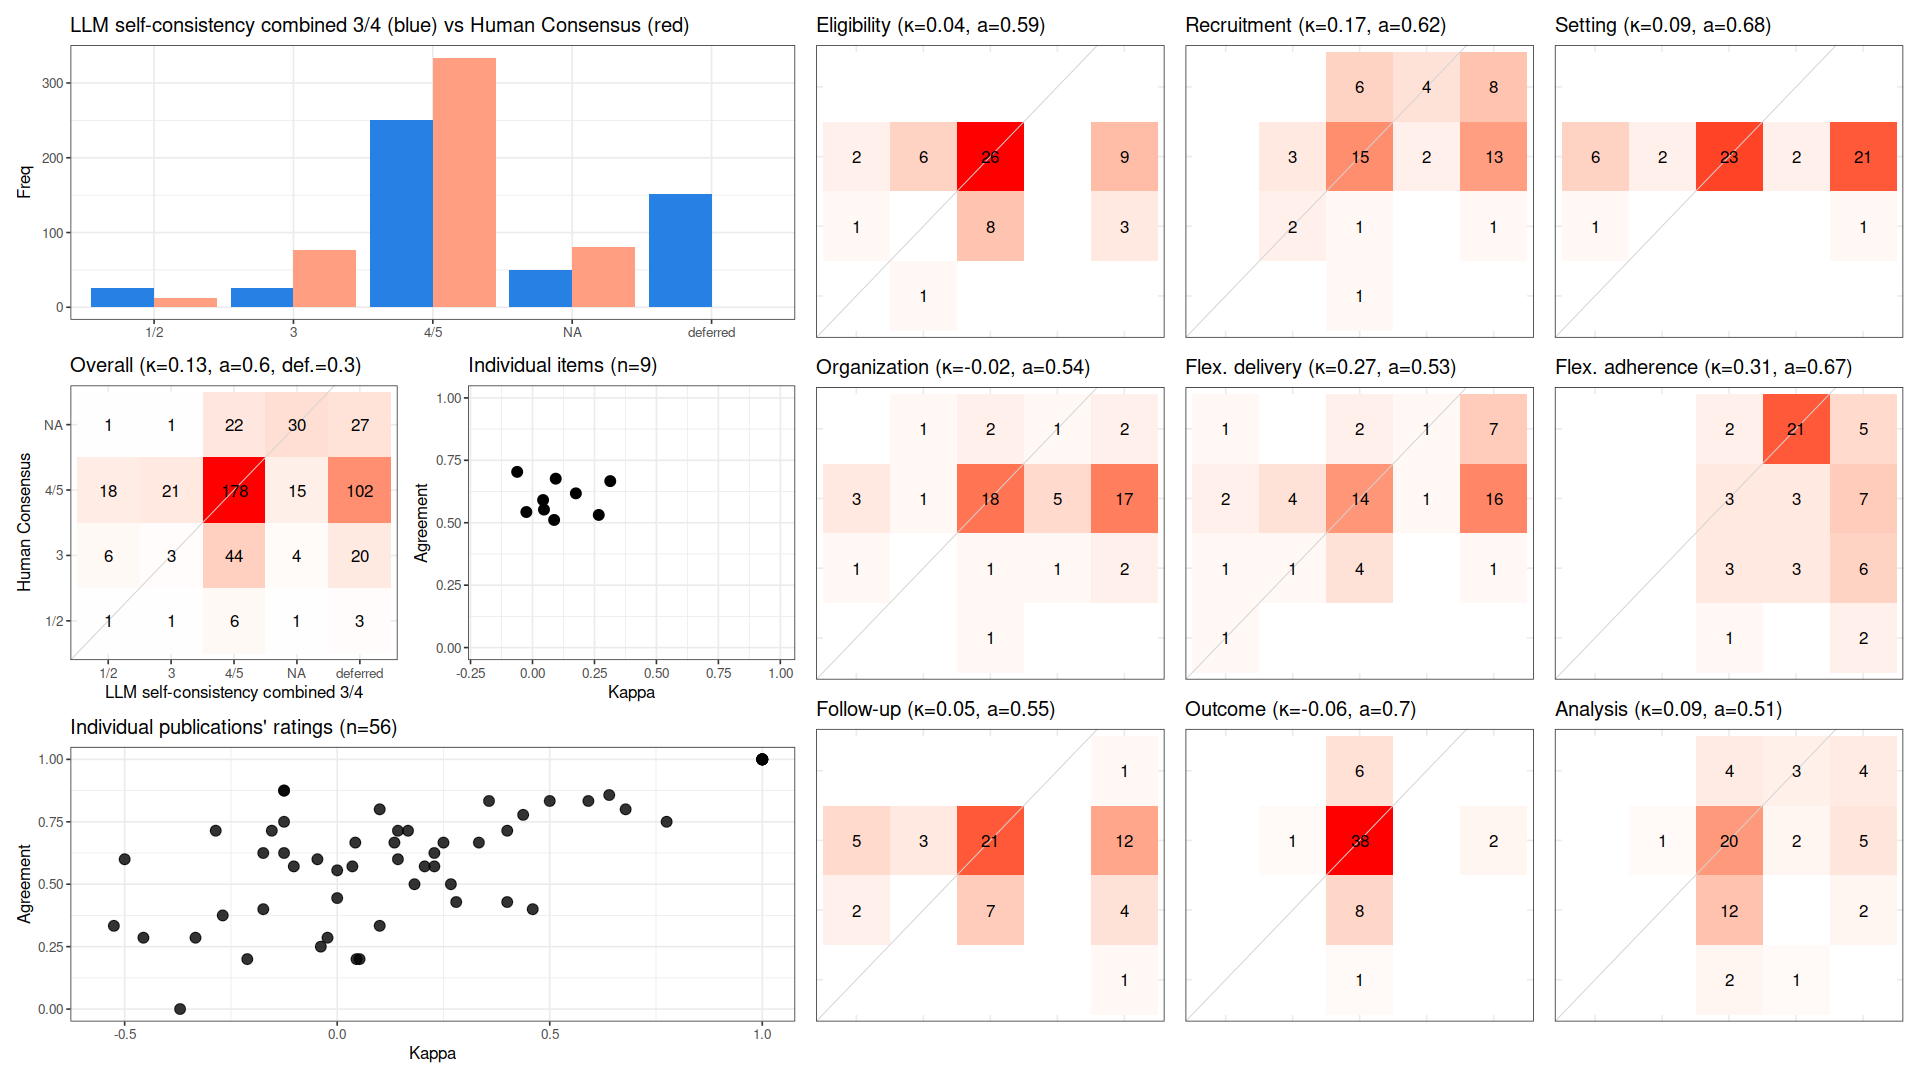 LLM self-consistency combined 3/4 (blue) vs Human Consensus (red)
Freq
300
200
100
0
1/2 3 4/5 NA deferred
Overall (κ=0.13, a=0.6, def.=0.3)
Human Consensus
NA 1 1 22 30 27
4/5 18 21 178 15 102
3 6 3 44 4 20
1/2 1 1 6 1 3
1/2 3 4/5 NA deferred
LLM self-consistency combined 3/4
Individual items (n=9)
Agreement
1.00
0.75
0.50
0.25
0.00
-0.25 0.00 0.25 0.50 0.75 1.00
Kappa
Individual publications' ratings (n=56)
Agreement
1.00
0.75
0.50
0.25
0.00
-0.5 0.0 0.5 1.0
Kappa
Eligibility (κ=0.04, a=0.59)
2 6 26 9
1 8 3
1
Recruitment (κ=0.17, a=0.62)
6 4 8
3 15 2 13
2 1 1
1
Setting (κ=0.09, a=0.68)
6 2 23 2 21
1 1
Organization (κ=-0.02, a=0.54)
1 2 1 2
3 1 18 5 17
1 1 1 2
1
Flex. delivery (κ=0.27, a=0.53)
1 2 1 7
2 4 14 1 16
1 1 4 1
1
Flex. adherence (κ=0.31, a=0.67)
2 21 5
3 3 7
3 3 6
1 2
Follow-up (κ=0.05, a=0.55)
1
5 3 21 12
2 7 4
1
Outcome (κ=-0.06, a=0.7)
6
1 38 2
8
1
Analysis (κ=0.09, a=0.51)
4 3 4
1 20 2 5
12 2
2 1